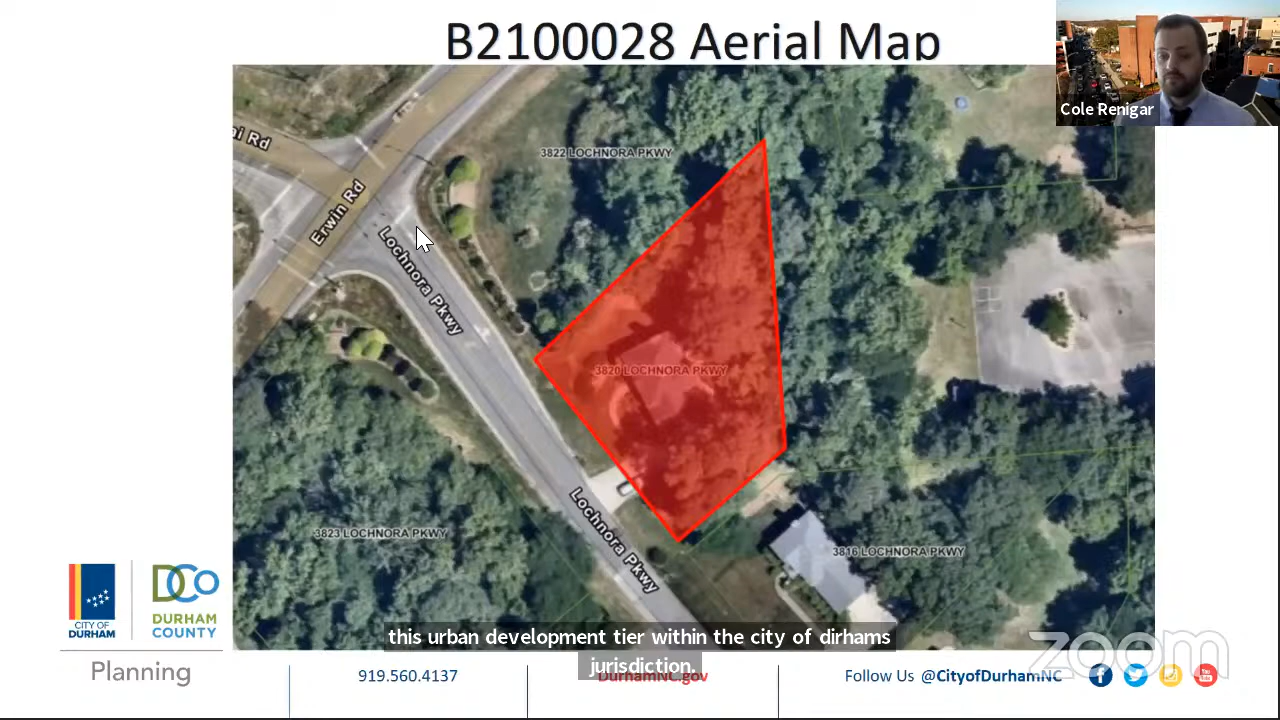 B2100028 Aerial Map
Cole Renigar
ni Rd
3822 LOCHNORA PKWY
Erwin Rd
Lochnora Pkwy
3820 LOCHNORA PKWY
Lochnora Pkwy
3823 LOCHNORA PKWY
3816 LOCHNORA PKWY
CITY OF
DURHAM
DCO
DURHAM
COUNTY
Planning
this urban development tier within the city of dirhams
jurisdiction.
919.560.4137
DurhamNC.gov
Follow Us @CityofDurhamNC
zoom